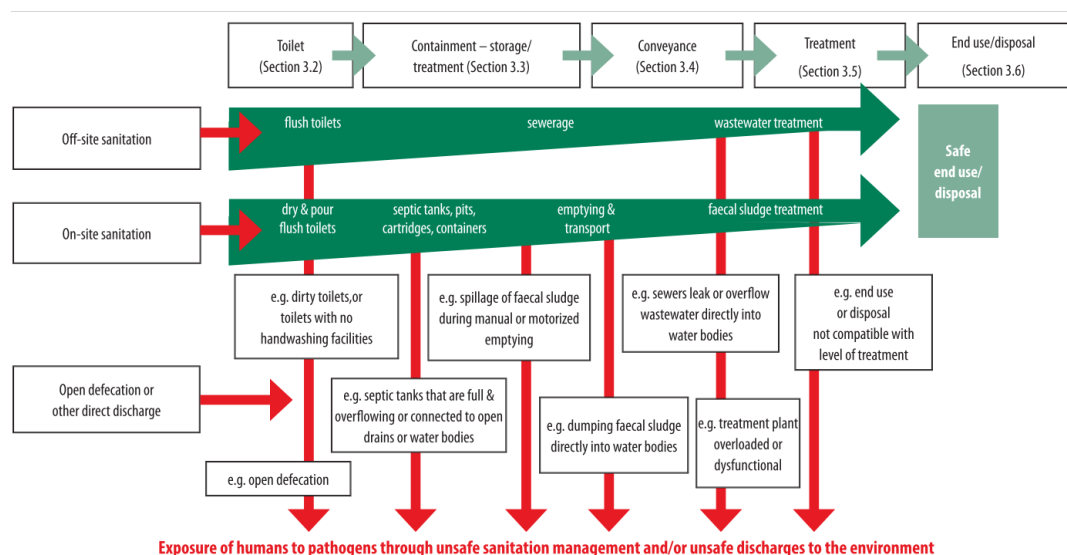 Toilet
(Section 3.2)
Containment – storage/
treatment (Section 3.3)
Conveyance
(Section 3.4)
Treatment
(Section 3.5)
End use/disposal
(Section 3.6)
Off-site sanitation
flush toilets
sewerage
wastewater treatment
Safe
end use/
disposal
On-site sanitation
dry & pour
flush toilets
septic tanks, pits,
cartridges, containers
emptying &
transport
faecal sludge treatment
e.g. dirty toilets,or
toilets with no
handwashing facilities
e.g. spillage of faecal sludge
during manual or motorized
emptying
e.g. sewers leak or overflow
wastewater directly into
water bodies
e.g. end use
or disposal
not compatible with
level of treatment
Open defecation or
other direct discharge
e.g. septic tanks that are full &
overflowing or connected to open
drains or water bodies
e.g. dumping faecal sludge
directly into water bodies
e.g. treatment plant
overloaded or
dysfunctional
e.g. open defecation
Exposure of humans to pathogens through unsafe sanitation management and/or unsafe discharges to the environment